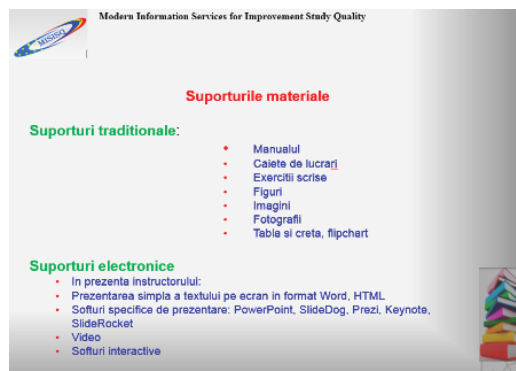 Modern Information Services for Improvement Study Quality
MISISQ
Suporturile materiale
Suporturi traditionale:
Manualul
Caiete de lucrari
Exercitii scrise
Figuri
Imagini
Fotografii
Tabla si creta, flipchart
Suporturi electronice
In prezenta instructorului:
Prezentarea simpla a textului pe ecran in format Word, HTML
Softuri specifice de prezentare: PowerPoint, SlideDog, Prezi, Keynote,
SlideRocket
Video
Softuri interactive